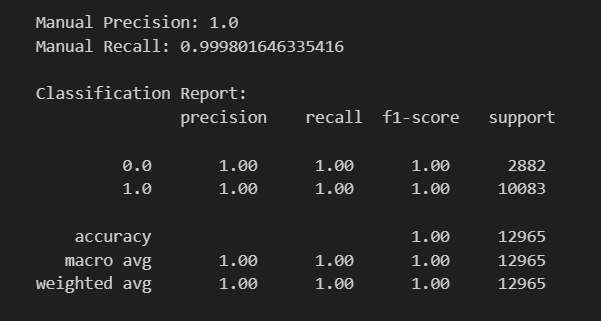 Manual Precision: 1.0
Manual Recall: 0.999801646335416
Classification Report:
precision recall f1-score support
0.0 1.00 1.00 1.00 2882
1.0 1.00 1.00 1.00 10083
accuracy 1.00 12965
macro avg 1.00 1.00 1.00 12965
weighted avg 1.00 1.00 1.00 12965